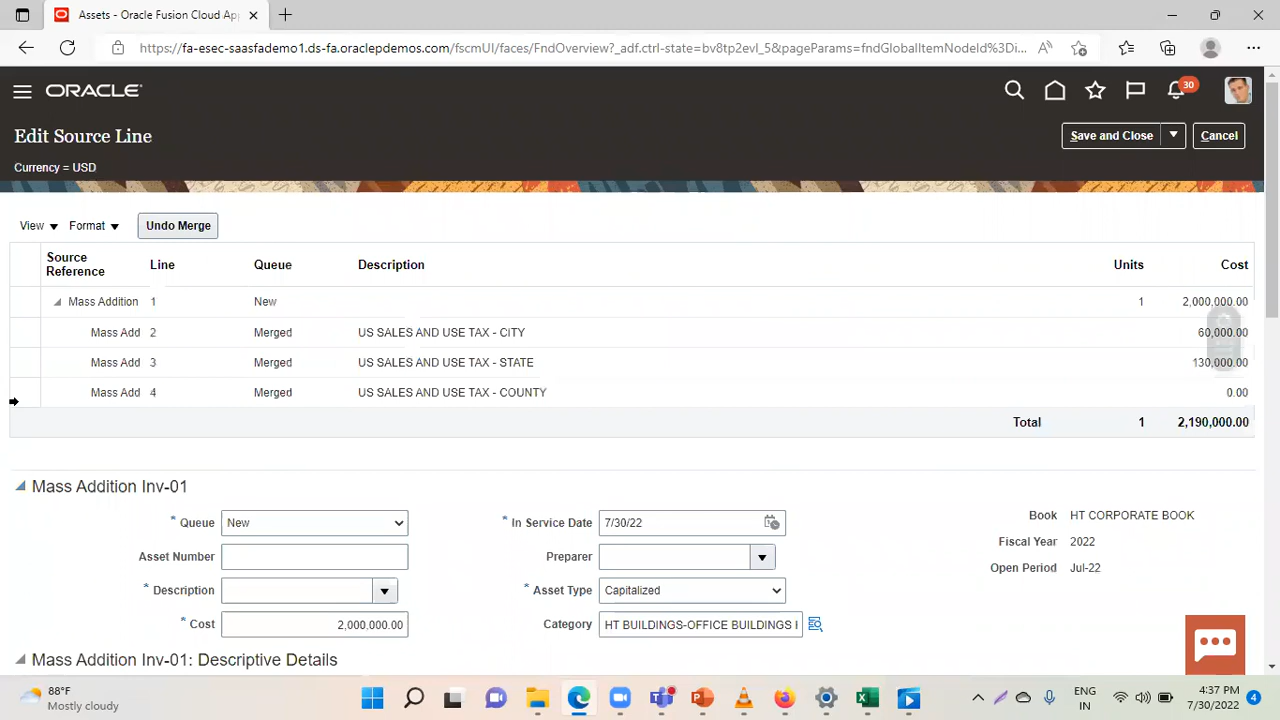 Assets - Oracle Fusion Cloud App
https://fa-esec-saasfademo1.ds-fa.oraclepdemos.com/fscmUI/faces/FndOverview?_adf.ctrl-state=bv8tp2evl_5&pageParams=fndGlobalItemNodeId%3Di...
ORACLE
30
Edit Source Line
Save and Close
Cancel
Currency = USD
View Format Undo Merge
Source Reference Line Queue Description Units Cost
Mass Addition 1 New 1 2,000,000.00
Mass Add 2 Merged US SALES AND USE TAX - CITY 60,000.00
Mass Add 3 Merged US SALES AND USE TAX - STATE 130,000.00
Mass Add 4 Merged US SALES AND USE TAX - COUNTY 0.00
Total 1 2,190,000.00
Mass Addition Inv-01
* Queue New * In Service Date 7/30/22 Book HT CORPORATE BOOK
Asset Number Preparer Fiscal Year 2022
* Description * Asset Type Capitalized Open Period Jul-22
* Cost 2,000,000.00 Category HT BUILDINGS-OFFICE BUILDINGS
Mass Addition Inv-01: Descriptive Details
88°F
Mostly cloudy
ENG
IN
4:37 PM
7/30/2022
4